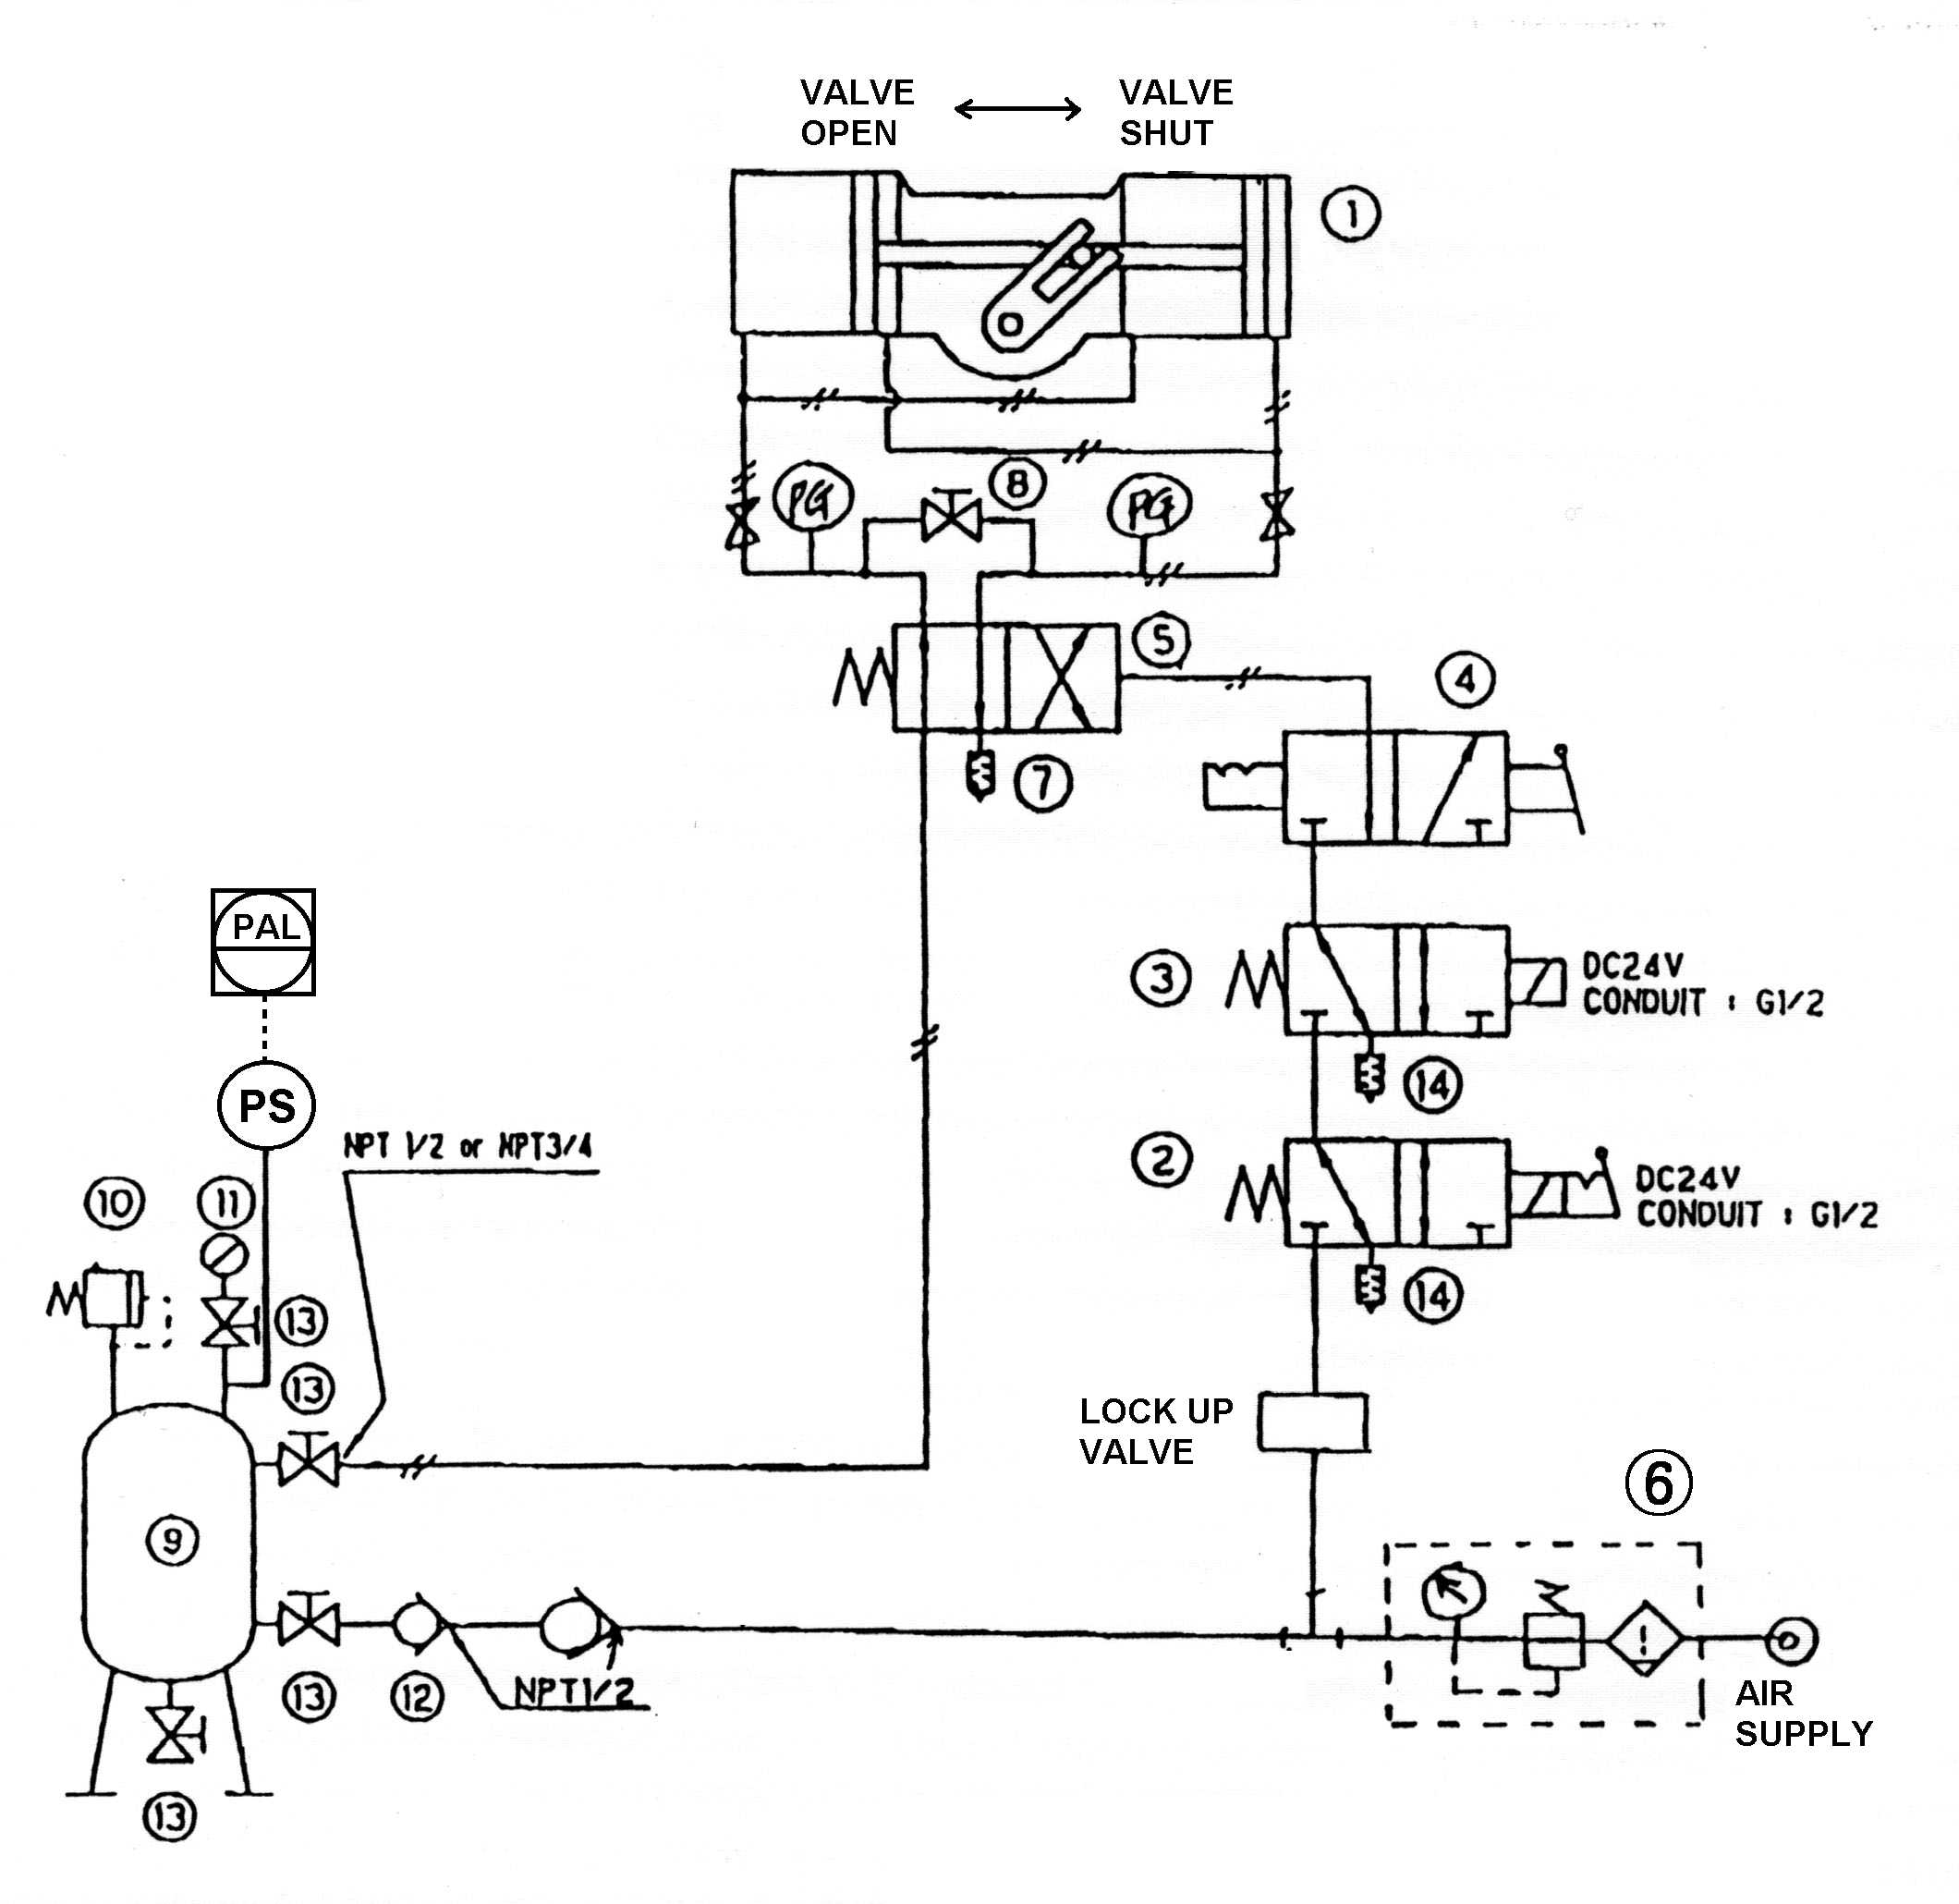 VALVE OPEN
VALVE SHUT
1
8
PG
PG
5
4
7
PAL
3
DC24V
CONDUIT : G1/2
PS
14
NPT 1/2 or NPT3/4
2
DC24V
CONDUIT : G1/2
10
11
14
13
13
LOCK UP
VALVE
6
9
13
12
NPT1/2
AIR
SUPPLY
13